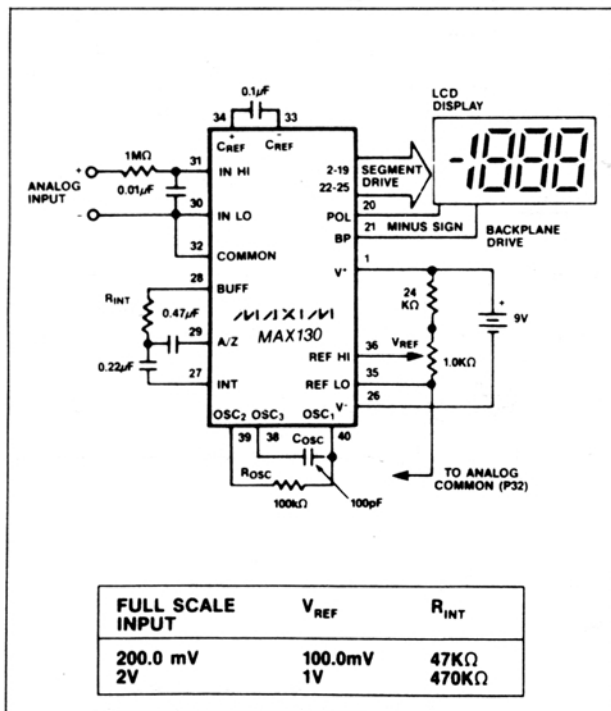 0.1µF
34
33
LCD
DISPLAY
+
-
CREF
CREF
1MΩ
31
IN HI
2-19
SEGMENT
22-25
DRIVE
-1888
+
ANALOG
INPUT
-
0.01µF
30
IN LO
20
POL
21
MINUS SIGN
BP
BACKPLANE
DRIVE
32
COMMON
1
V+
28
BUFF
RINT
0.47µF
29
A/Z
MAXIM
MAX130
24
KΩ
+
9V
36
VREF
REF HI
1.0KΩ
35
REF LO
0.22µF
27
INT
26
V-
OSC2
OSC3
OSC1
39
38
COSC
40
ROSC
100kΩ
100pF
TO ANALOG
COMMON (P32)
FULL SCALE INPUT VREF RINT
200.0 mV 100.0mV 47KΩ
2V 1V 470KΩ